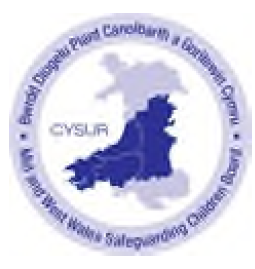 Bwrdd Diogelu Plant Canolbarth a Gorllewin Cymru
CYSUR
Mid and West Wales Safeguarding Children Board